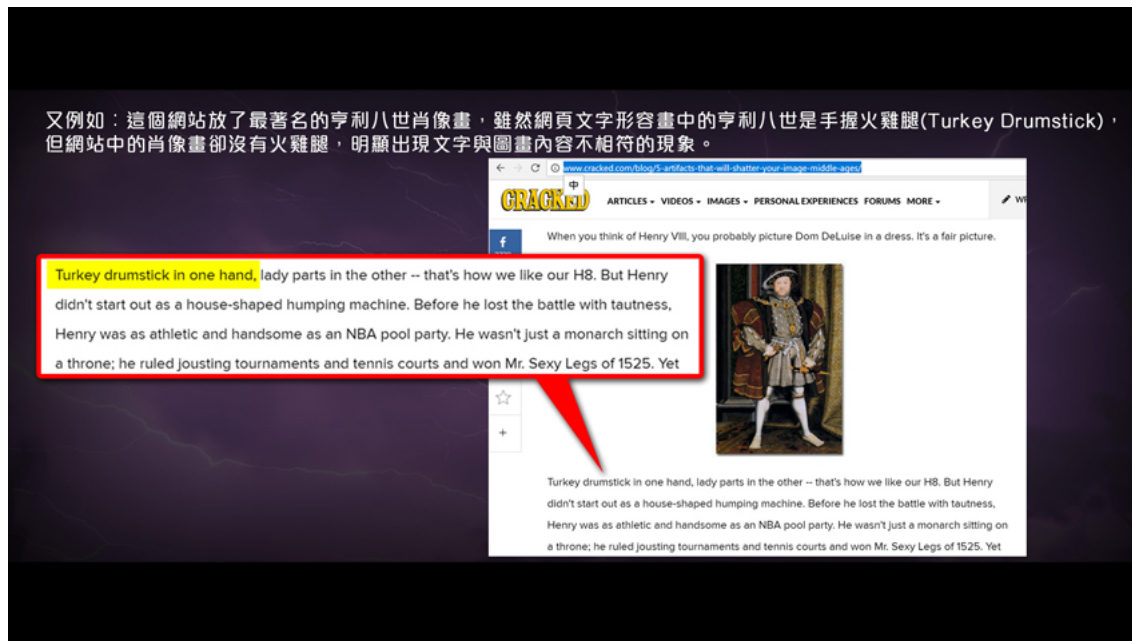 又例如：這個網站放了最著名的亨利八世肖像畫，雖然網頁文字形容畫中的亨利八世是手握火雞腿(Turkey Drumstick)，
但網站中的肖像畫卻沒有火雞腿，明顯出現文字與圖畫內容不相符的現象。
www.cracked.com/blog/5-artifacts-that-will-shatter-your-image-middle-ages/
中
CRACKED ARTICLES VIDEOS IMAGES PERSONAL EXPERIENCES FORUMS MORE
f
When you think of Henry VIII, you probably picture Dom DeLuise in a dress. It's a fair picture.
Turkey drumstick in one hand, lady parts in the other -- that's how we like our H8. But Henry
didn't start out as a house-shaped humping machine. Before he lost the battle with tautness,
Henry was as athletic and handsome as an NBA pool party. He wasn't just a monarch sitting on
a throne; he ruled jousting tournaments and tennis courts and won Mr. Sexy Legs of 1525. Yet
Turkey drumstick in one hand, lady parts in the other -- that's how we like our H8. But Henry
didn't start out as a house-shaped humping machine. Before he lost the battle with tautness,
Henry was as athletic and handsome as an NBA pool party. He wasn't just a monarch sitting on
a throne; he ruled jousting tournaments and tennis courts and won Mr. Sexy Legs of 1525. Yet